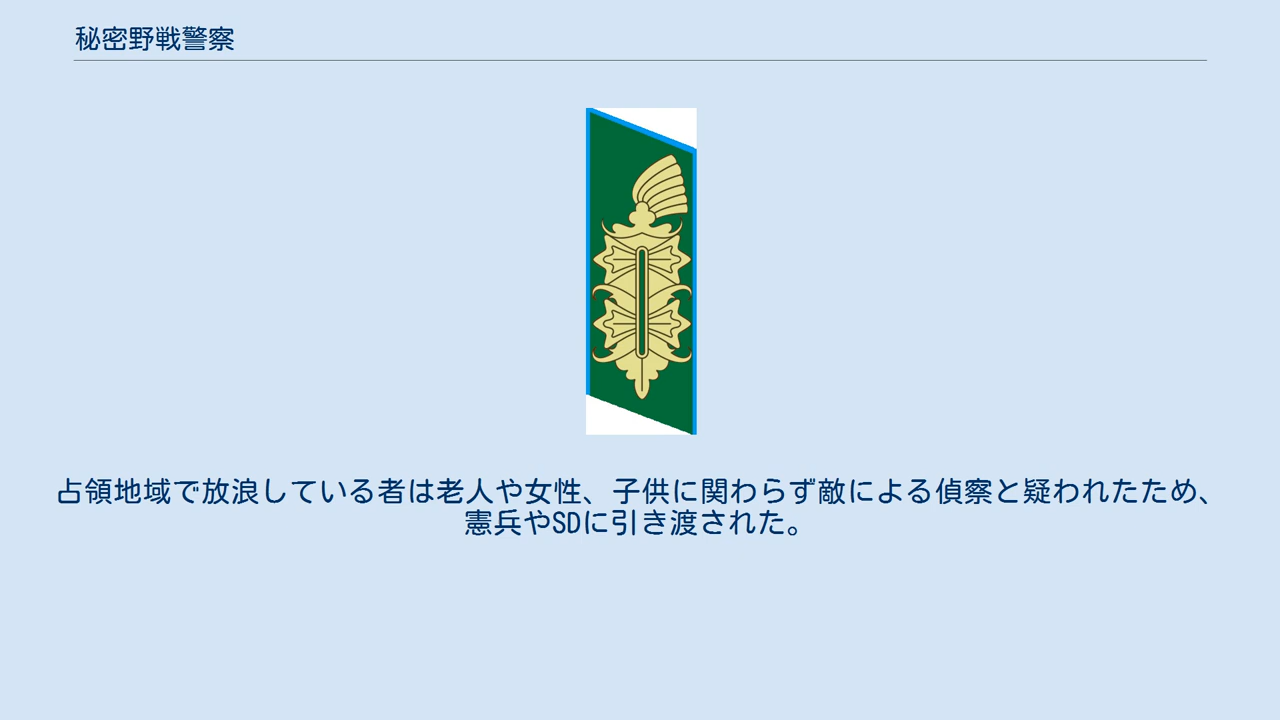 秘密野戦警察
占領地域で放浪している者は老人や女性、子供に関わらず敵による偵察と疑われたため、
憲兵やSDに引き渡された。